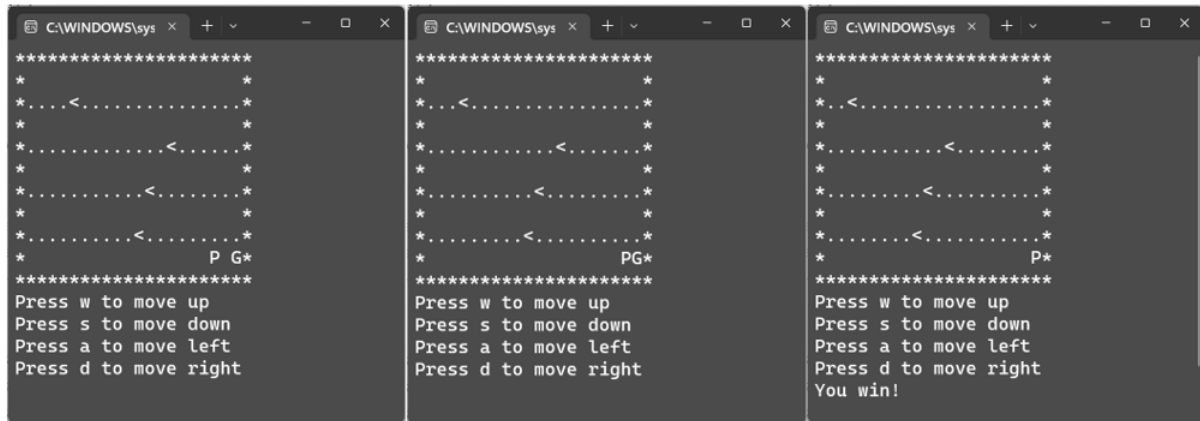 C:\WINDOWS\sys
**********************
*                    *
*....<...............*
*                    *
*.............<......*
*                    *
*...........<........*
*                    *
*..........<.........*
*                 P G*
**********************
Press w to move up
Press s to move down
Press a to move left
Press d to move right
C:\WINDOWS\sys
**********************
*                    *
*...<................*
*                    *
*............<.......*
*                    *
*..........<.........*
*                    *
*.........<..........*
*                  PG*
**********************
Press w to move up
Press s to move down
Press a to move left
Press d to move right
C:\WINDOWS\sys
**********************
*                    *
*..<.................*
*                    *
*...........<........*
*                    *
*.........<..........*
*                    *
*........<...........*
*                   P*
**********************
Press w to move up
Press s to move down
Press a to move left
Press d to move right
You win!